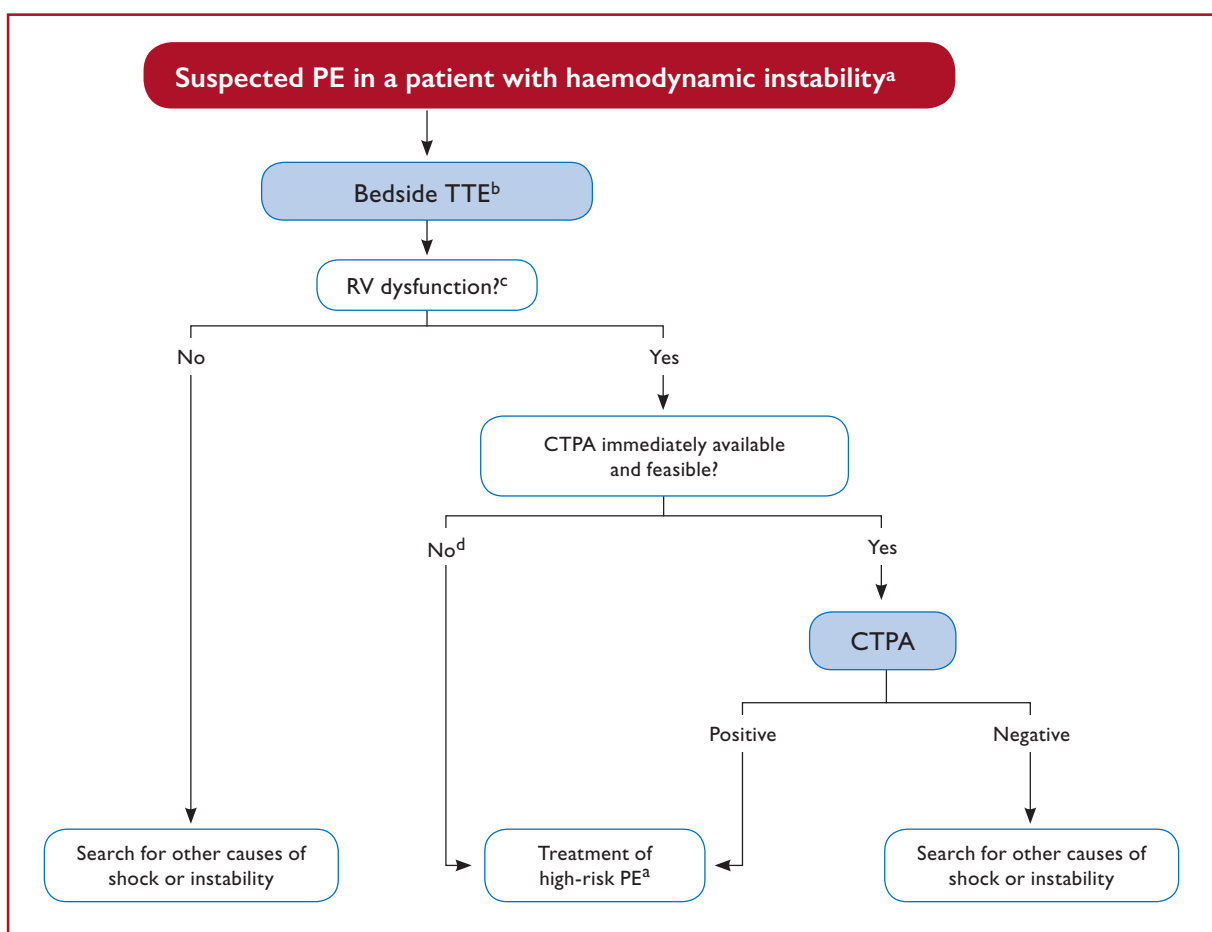 Suspected PE in a patient with haemodynamic instabilityᵃ
Bedside TTEᵇ
RV dysfunction?ᶜ
No
Yes
CTPA immediately available
and feasible?
Noᵈ
Yes
CTPA
Positive
Negative
Search for other causes of
shock or instability
Treatment of
high-risk PEᵃ
Search for other causes of
shock or instability